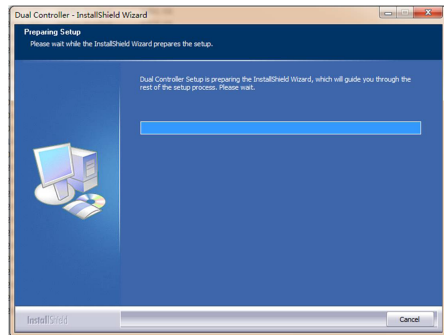 Dual Controller - InstallShield Wizard
Preparing Setup
Please wait while the InstallShield Wizard prepares the setup.
Dual Controller Setup is preparing the InstallShield Wizard, which will guide you through the
rest of the setup process. Please wait.
InstallShield
Cancel